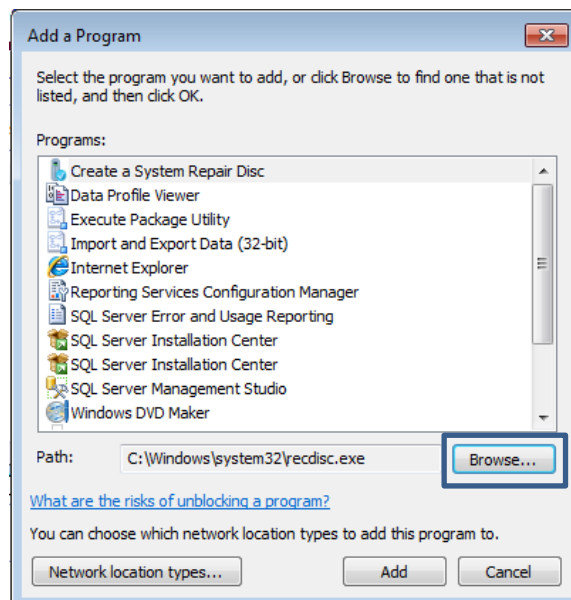 Add a Program
Select the program you want to add, or click Browse to find one that is not
listed, and then click OK.
Programs:
Create a System Repair Disc
Data Profile Viewer
Execute Package Utility
Import and Export Data (32-bit)
Internet Explorer
Reporting Services Configuration Manager
SQL Server Error and Usage Reporting
SQL Server Installation Center
SQL Server Installation Center
SQL Server Management Studio
Windows DVD Maker
Path: C:\Windows\system32\recdisc.exe Browse...
What are the risks of unblocking a program?
You can choose which network location types to add this program to.
Network location types... Add Cancel